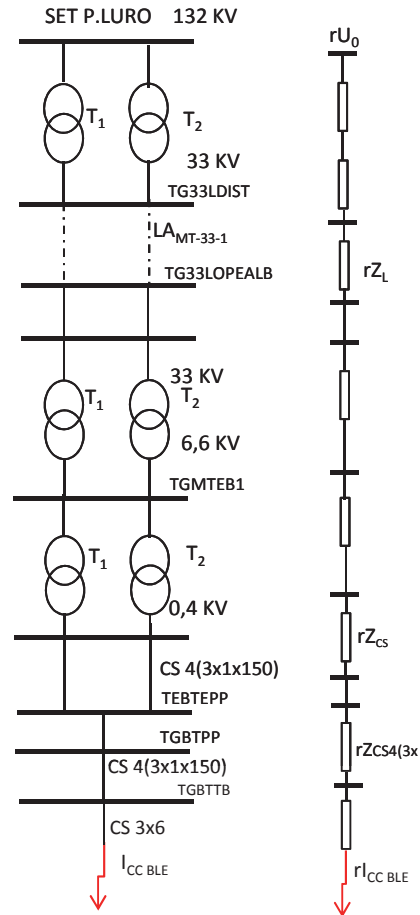 SET P.LURO 132 KV
rU0
T1
T2
33 KV
TG33LDIST
LAMT-33-1
rZL
TG33LOPEALB
33 KV
T1
T2
6,6 KV
TGMTEB1
T1
T2
0,4 KV
rZCS
CS 4(3x1x150)
TEBTEPP
TGBTPP
rZCS4(3x
CS 4(3x1x150)
TGBTTB
CS 3x6
ICC BLE
rICC BLE